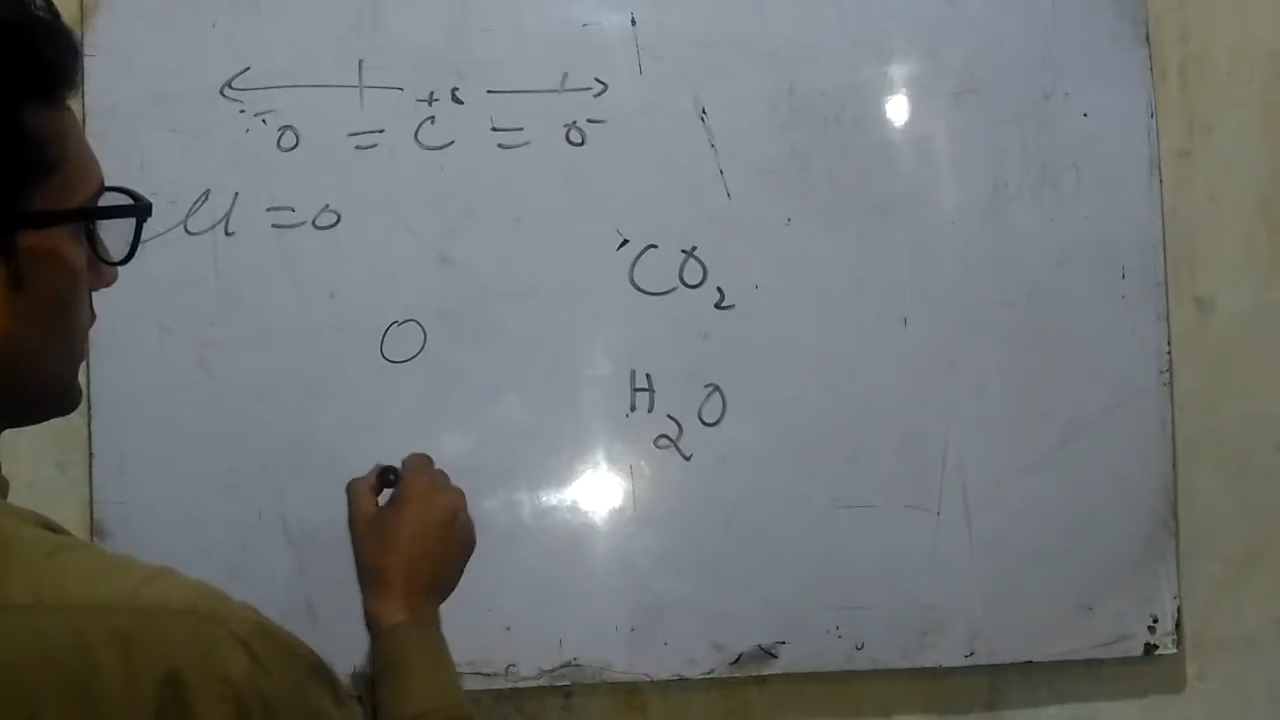 +δ
O = C = O⁻
μ = 0
CO₂
O
H₂O